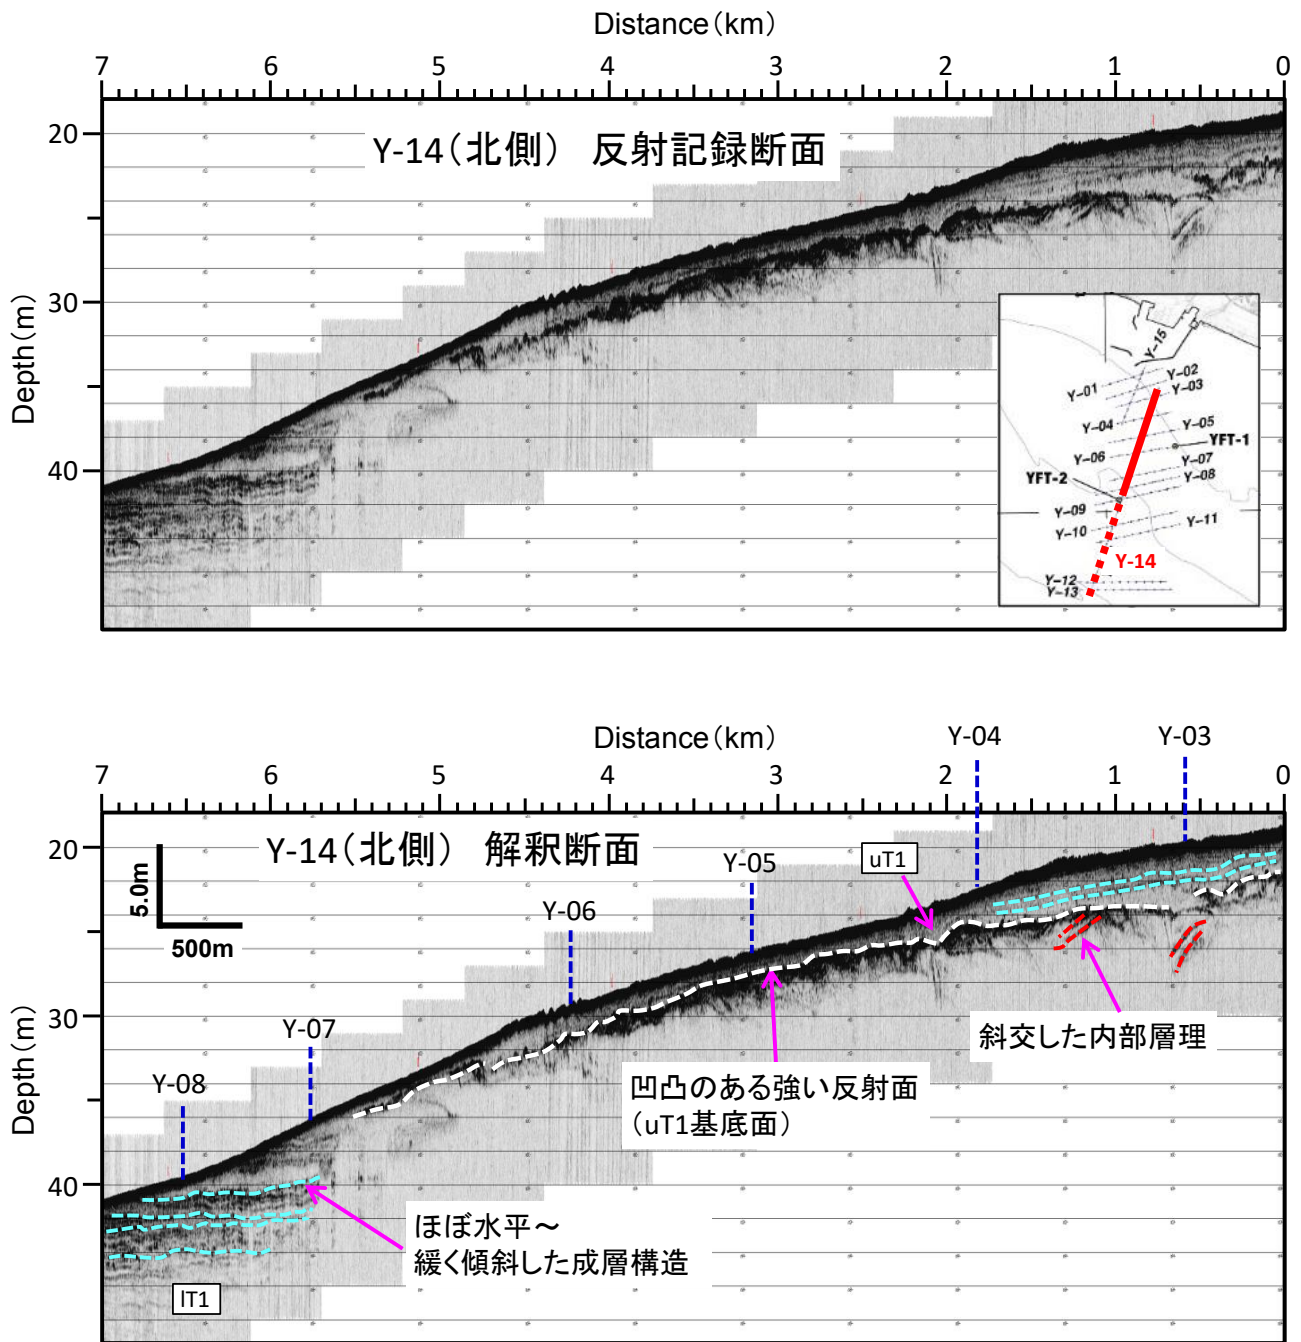 Distance（km）
7 6 5 4 3 2 1 0
Y-14（北側） 反射記録断面
Depth（m）
20
30
40
Y-15
Y-02
Y-01
Y-03
Y-04
Y-05
Y-06
YFT-1
Y-07
YFT-2
Y-08
Y-09
Y-10
Y-11
Y-14
Y-12
Y-13
Distance（km）
Y-04
Y-03
7 6 5 4 3 2 1 0
Y-14（北側） 解釈断面
Depth（m）
20
30
40
5.0m
500m
Y-05
uT1
Y-06
Y-07
Y-08
斜交した内部層理
凹凸のある強い反射面
（uT1基底面）
ほぼ水平～
緩く傾斜した成層構造
lT1